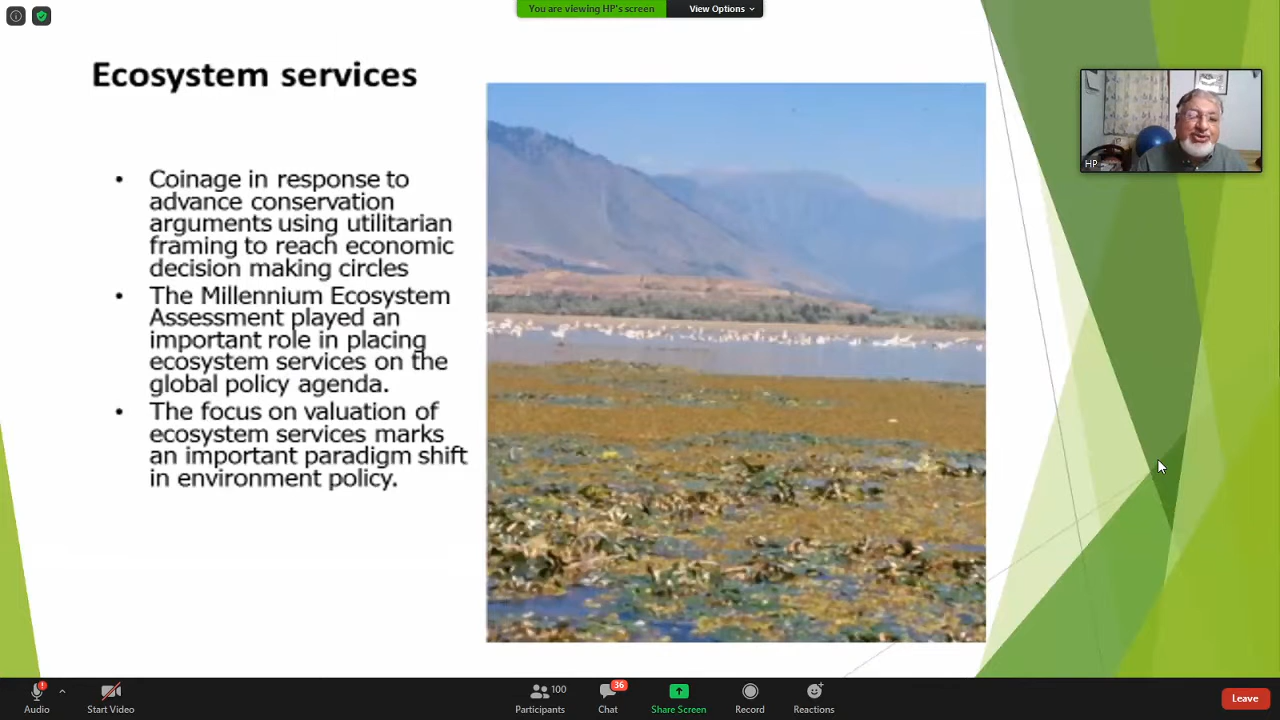 You are viewing HP's screen
View Options
Ecosystem services
• Coinage in response to
advance conservation
arguments using utilitarian
framing to reach economic
decision making circles
• The Millennium Ecosystem
Assessment played an
important role in placing
ecosystem services on the
global policy agenda.
• The focus on valuation of
ecosystem services marks
an important paradigm shift
in environment policy.
HP
Audio
Start Video
100
Participants
36
Chat
Share Screen
Record
Reactions
Leave